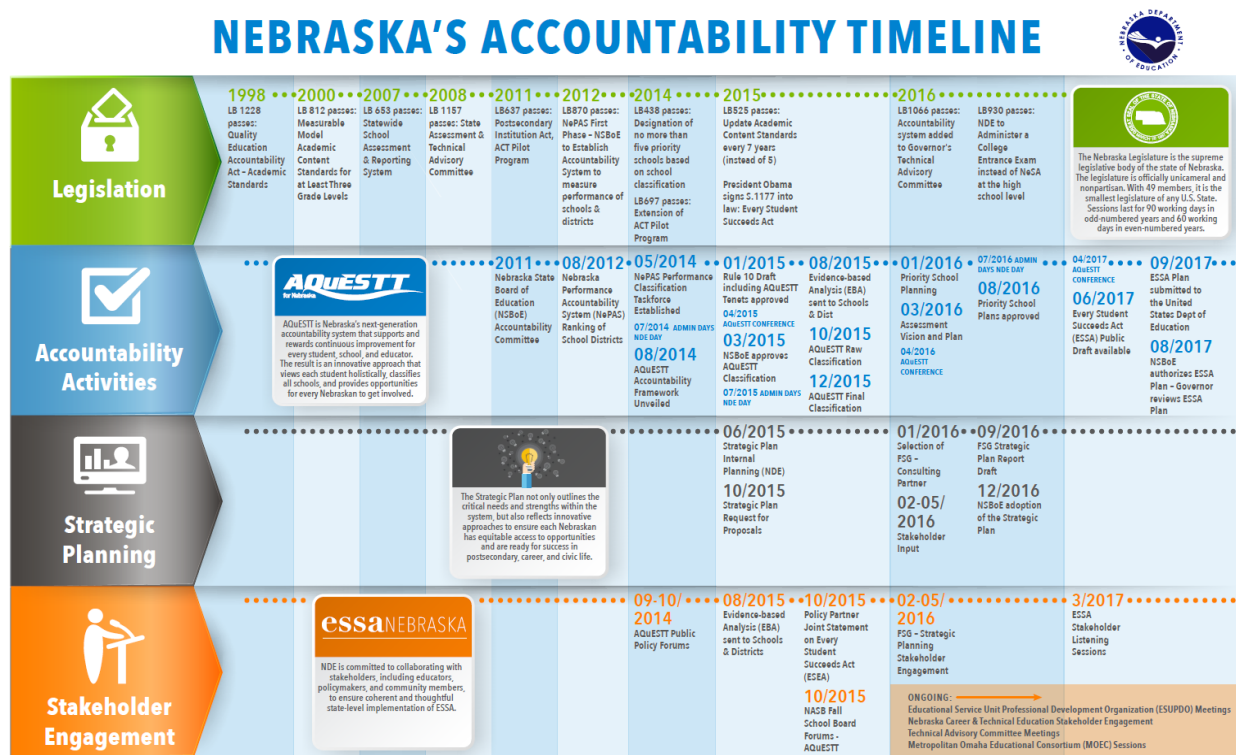 NEBRASKA'S ACCOUNTABILITY TIMELINE
NEBRASKA DEPARTMENT
OF EDUCATION
Legislation
1998
LB 1228
passes:
Quality
Education
Accountability
Act – Academic
Standards
2000
LB 812 passes:
Measurable
Model
Academic
Content
Standards for
at Least Three
Grade Levels
2007
LB 653 passes:
Statewide
School
Assessment
& Reporting
System
2008
LB 1157
passes: State
Assessment &
Technical
Advisory
Committee
2011
LB637 passes:
Postsecondary
Institution Act,
ACT Pilot
Program
2012
LB870 passes:
NePAS First
Phase – NSBoE
to Establish
Accountability
System to
measure
performance of
schools &
districts
2014
LB438 passes:
Designation of
no more than
five priority
schools based
on school
classification
LB697 passes:
Extension of
ACT Pilot
Program
2015
LB525 passes:
Update Academic
Content Standards
every 7 years
(instead of 5)
President Obama
signs S.1177 into
law: Every Student
Succeeds Act
2016
LB1066 passes:
Accountability
system added
to Governor's
Technical
Advisory
Committee
LB930 passes:
NDE to
Administer a
College
Entrance Exam
instead of NeSA
at the high
school level
The Nebraska Legislature is the supreme
legislative body of the state of Nebraska.
The legislature is officially unicameral and
nonpartisan. With 49 members, it is the
smallest legislature of any U.S. State.
Sessions last for 90 working days in
odd-numbered years and 60 working
days in even-numbered years.
Accountability
Activities
AQuESTT
for Nebraska
AQuESTT is Nebraska's next-generation
accountability system that supports and
rewards continuous improvement for
every student, school, and educator.
The result is an innovative approach that
views each student holistically, classifies
all schools, and provides opportunities
for every Nebraskan to get involved.
2011
Nebraska State
Board of
Education
(NSBoE)
Accountability
Committee
08/2012
Nebraska
Performance
Accountability
System (NePAS)
Ranking of
School Districts
05/2014
NePAS Performance
Classification
Taskforce
Established
07/2014 ADMIN DAYS
NDE DAY
08/2014
AQuESTT
Accountability
Framework
Unveiled
01/2015
Rule 10 Draft
including AQuESTT
Tenets approved
04/2015
AQuESTT CONFERENCE
03/2015
NSBoE approves
AQuESTT
Classification
07/2015 ADMIN DAYS
NDE DAY
08/2015
Evidence-based
Analysis (EBA)
sent to Schools
& Dist
10/2015
AQuESTT Raw
Classification
12/2015
AQuESTT Final
Classification
01/2016
Priority School
Planning
03/2016
Assessment
Vision and Plan
04/2016
AQuESTT
CONFERENCE
07/2016 ADMIN
DAYS NDE DAY
08/2016
Priority School
Plans approved
04/2017
AQuESTT
CONFERENCE
06/2017
Every Student
Succeeds Act
(ESSA) Public
Draft available
09/2017
ESSA Plan
submitted to
the United
States Dept of
Education
08/2017
NSBoE
authorizes ESSA
Plan – Governor
reviews ESSA
Plan
Strategic
Planning
The Strategic Plan not only outlines the
critical needs and strengths within the
system, but also reflects innovative
approaches to ensure each Nebraskan
has equitable access to opportunities
and are ready for success in
postsecondary, career, and civic life.
06/2015
Strategic Plan
Internal
Planning (NDE)
10/2015
Strategic Plan
Request for
Proposals
01/2016
Selection of
FSG –
Consulting
Partner
02-05/
2016
Stakeholder
Input
09/2016
FSG Strategic
Plan Report
Draft
12/2016
NSBoE adoption
of the Strategic
Plan
Stakeholder
Engagement
essa NEBRASKA
NDE is committed to collaborating with
stakeholders, including educators,
policymakers, and community members,
to ensure coherent and thoughtful
state-level implementation of ESSA.
09-10/
2014
AQuESTT Public
Policy Forums
08/2015
Evidence-based
Analysis (EBA)
sent to Schools
& Districts
10/2015
Policy Partner
Joint Statement
on Every
Student
Succeeds Act
(ESEA)
10/2015
NASB Fall
School Board
Forums -
AQuESTT
02-05/
2016
FSG – Strategic
Planning
Stakeholder
Engagement
3/2017
ESSA
Stakeholder
Listening
Sessions
ONGOING:
Educational Service Unit Professional Development Organization (ESUPDO) Meetings
Nebraska Career & Technical Education Stakeholder Engagement
Technical Advisory Committee Meetings
Metropolitan Omaha Educational Consortium (MOEC) Sessions